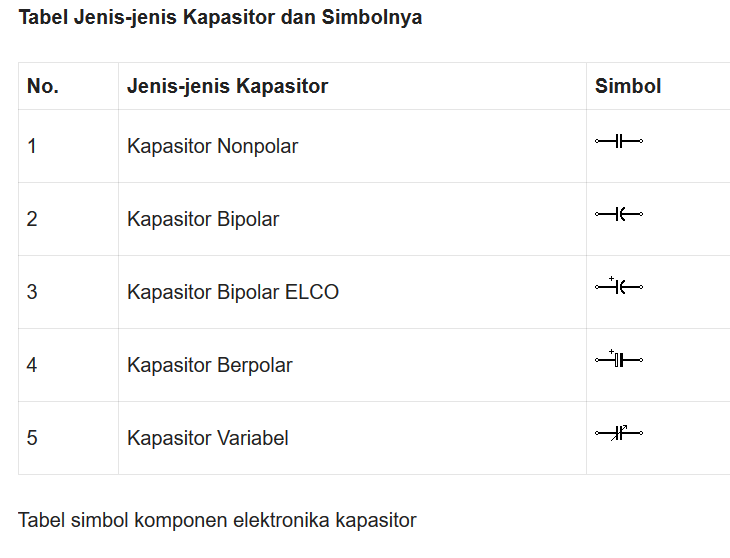 Tabel Jenis-jenis Kapasitor dan Simbolnya
No. Jenis-jenis Kapasitor Simbol
1 Kapasitor Nonpolar
2 Kapasitor Bipolar
3 Kapasitor Bipolar ELCO +
4 Kapasitor Berpolar +
5 Kapasitor Variabel
Tabel simbol komponen elektronika kapasitor